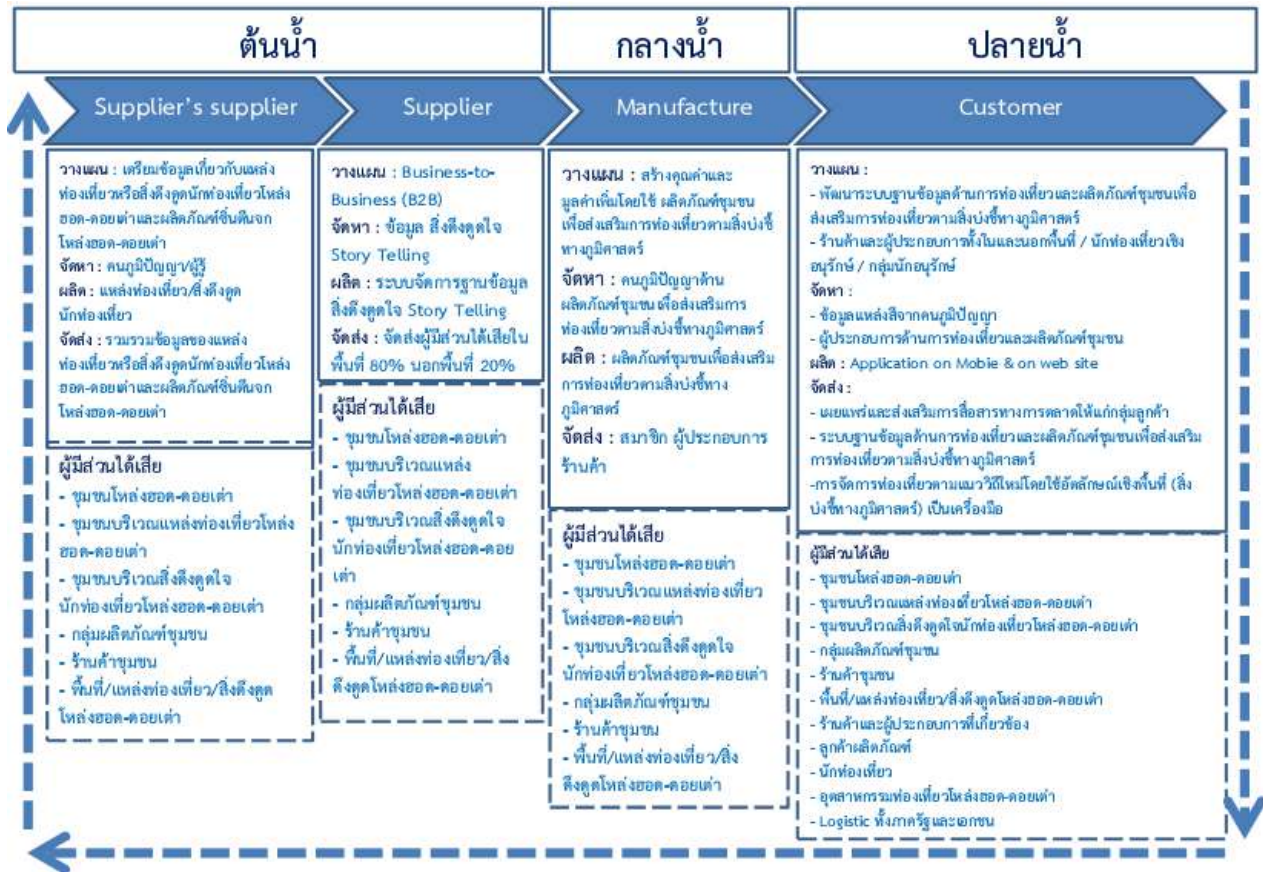 ต้นน้ำ
กลางน้ำ
ปลายน้ำ
Supplier's supplier
Supplier
Manufacture
Customer
วางแผน : เตรียมข้อมูลเกี่ยวกับแหล่ง
ท่องเที่ยวหรือสิ่งดึงดูดนักท่องเที่ยวโหล่ง
ฮอด-ดอยเต่าและผลิตภัณฑ์ซิ่นตีนจก
โหล่งฮอด-ดอยเต่า
จัดหา : คนภูมิปัญญา/ผู้รู้
ผลิต : แหล่งท่องเที่ยว/สิ่งดึงดูด
นักท่องเที่ยว
จัดส่ง : รวมรวมข้อมูลของแหล่ง
ท่องเที่ยวหรือสิ่งดึงดูดนักท่องเที่ยวโหล่ง
ฮอด-ดอยเต่าและผลิตภัณฑ์ซิ่นตีนจก
โหล่งฮอด-ดอยเต่า
ผู้มีส่วนได้เสีย
- ชุมชนโหล่งฮอด-ดอยเต่า
- ชุมชนบริเวณแหล่งท่องเที่ยวโหล่ง
ฮอด-ดอยเต่า
- ชุมชนบริเวณสิ่งดึงดูดใจ
นักท่องเที่ยวโหล่งฮอด-ดอยเต่า
- กลุ่มผลิตภัณฑ์ชุมชน
- ร้านค้าชุมชน
- พื้นที่/แหล่งท่องเที่ยว/สิ่งดึงดูด
โหล่งฮอด-ดอยเต่า
วางแผน : Business-to-
Business (B2B)
จัดหา : ข้อมูล สิ่งดึงดูดใจ
Story Telling
ผลิต : ระบบจัดการฐานข้อมูล
สิ่งดึงดูดใจ Story Telling
จัดส่ง : จัดส่งผู้มีส่วนได้เสียใน
พื้นที่ 80% นอกพื้นที่ 20%
ผู้มีส่วนได้เสีย
- ชุมชนโหล่งฮอด-ดอยเต่า
- ชุมชนบริเวณแหล่ง
ท่องเที่ยวโหล่งฮอด-ดอยเต่า
- ชุมชนบริเวณสิ่งดึงดูดใจ
นักท่องเที่ยวโหล่งฮอด-ดอย
เต่า
- กลุ่มผลิตภัณฑ์ชุมชน
- ร้านค้าชุมชน
- พื้นที่/แหล่งท่องเที่ยว/สิ่ง
ดึงดูดโหล่งฮอด-ดอยเต่า
วางแผน : สร้างคุณค่าและ
มูลค่าเพิ่มโดยใช้ ผลิตภัณฑ์ชุมชน
เพื่อส่งเสริมการท่องเที่ยวตามสิ่งบ่งชี้
ทางภูมิศาสตร์
จัดหา : คนภูมิปัญญาด้าน
ผลิตภัณฑ์ชุมชนเพื่อส่งเสริมการ
ท่องเที่ยวตามสิ่งบ่งชี้ทางภูมิศาสตร์
ผลิต : ผลิตภัณฑ์ชุมชนเพื่อส่งเสริม
การท่องเที่ยวตามสิ่งบ่งชี้ทาง
ภูมิศาสตร์
จัดส่ง : สมาชิก ผู้ประกอบการ
ร้านค้า
ผู้มีส่วนได้เสีย
- ชุมชนโหล่งฮอด-ดอยเต่า
- ชุมชนบริเวณแหล่งท่องเที่ยว
โหล่งฮอด-ดอยเต่า
- ชุมชนบริเวณสิ่งดึงดูดใจ
นักท่องเที่ยวโหล่งฮอด-ดอยเต่า
- กลุ่มผลิตภัณฑ์ชุมชน
- ร้านค้าชุมชน
- พื้นที่/แหล่งท่องเที่ยว/สิ่ง
ดึงดูดโหล่งฮอด-ดอยเต่า
วางแผน :
- พัฒนาระบบฐานข้อมูลด้านการท่องเที่ยวและผลิตภัณฑ์ชุมชนเพื่อ
ส่งเสริมการท่องเที่ยวตามสิ่งบ่งชี้ทางภูมิศาสตร์
- ร้านค้าและผู้ประกอบการทั้งในและนอกพื้นที่ / นักท่องเที่ยวเชิง
อนุรักษ์ / กลุ่มนักอนุรักษ์
จัดหา :
- ข้อมูลแหล่งสีจากคนภูมิปัญญา
- ผู้ประกอบการด้านการท่องเที่ยวและผลิตภัณฑ์ชุมชน
ผลิต : Application on Mobie & on web site
จัดส่ง :
- เผยแพร่และส่งเสริมการสื่อสารทางการตลาดให้แก่กลุ่มลูกค้า
- ระบบฐานข้อมูลด้านการท่องเที่ยวและผลิตภัณฑ์ชุมชนเพื่อส่งเสริม
การท่องเที่ยวตามสิ่งบ่งชี้ทางภูมิศาสตร์
-การจัดการท่องเที่ยวตามแนววิถีใหม่โดยใช้อัตลักษณ์เชิงพื้นที่ (สิ่ง
บ่งชี้ทางภูมิศาสตร์) เป็นเครื่องมือ
ผู้มีส่วนได้เสีย
- ชุมชนโหล่งฮอด-ดอยเต่า
- ชุมชนบริเวณแหล่งท่องเที่ยวโหล่งฮอด-ดอยเต่า
- ชุมชนบริเวณสิ่งดึงดูดใจนักท่องเที่ยวโหล่งฮอด-ดอยเต่า
- กลุ่มผลิตภัณฑ์ชุมชน
- ร้านค้าชุมชน
- พื้นที่/แหล่งท่องเที่ยว/สิ่งดึงดูดโหล่งฮอด-ดอยเต่า
- ร้านค้าและผู้ประกอบการที่เกี่ยวข้อง
- ลูกค้าผลิตภัณฑ์
- นักท่องเที่ยว
- อุตสาหกรรมท่องเที่ยวโหล่งฮอด-ดอยเต่า
- Logistic ทั้งภาครัฐและเอกชน